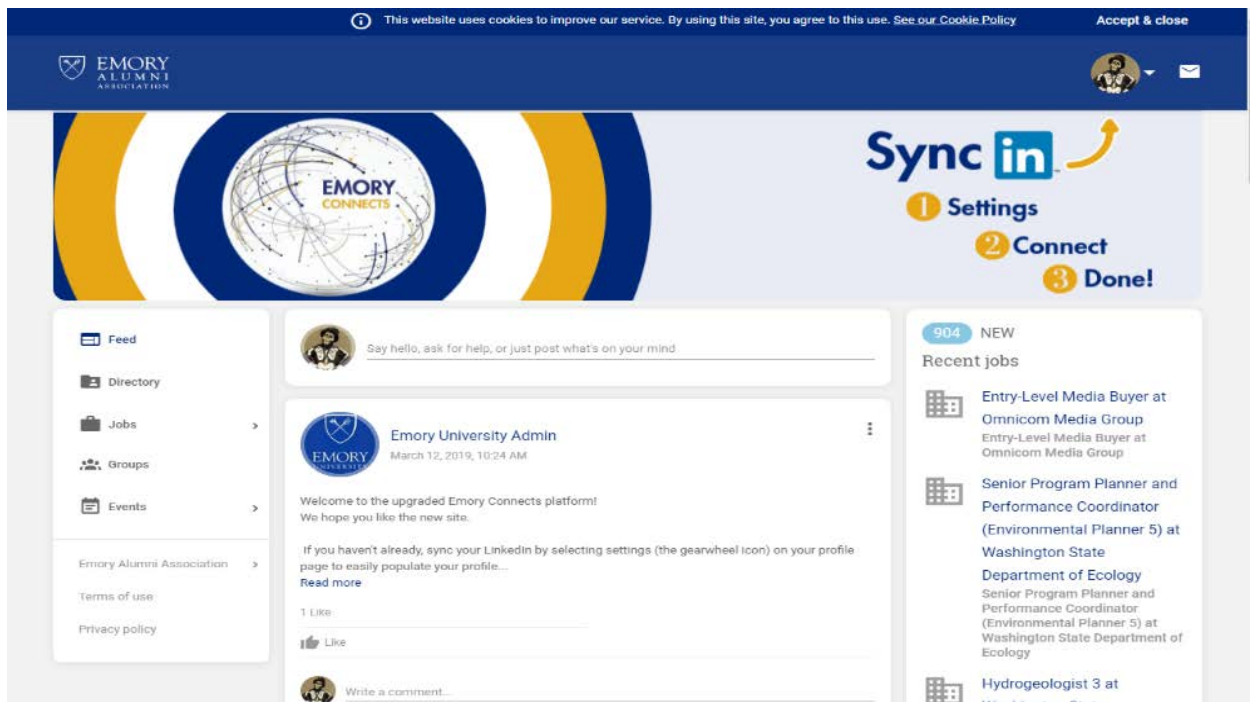 This website uses cookies to improve our service. By using this site, you agree to this use. See our Cookie Policy
Accept & close
EMORY
ALUMNI
ASSOCIATION
EMORY
CONNECTS
Sync in
1 Settings
2 Connect
3 Done!
Feed
Directory
Jobs
Groups
Events
Emory Alumni Association
Terms of use
Privacy policy
Say hello, ask for help, or just post what's on your mind
EMORY
UNIVERSITY
Emory University Admin
March 12, 2019, 10:24 AM
Welcome to the upgraded Emory Connects platform!
We hope you like the new site.
If you haven't already, sync your LinkedIn by selecting settings (the gearwheel icon) on your profile
page to easily populate your profile...
Read more
1 Like
Like
Write a comment...
904 NEW
Recent jobs
Entry-Level Media Buyer at
Omnicom Media Group
Entry-Level Media Buyer at
Omnicom Media Group
Senior Program Planner and
Performance Coordinator
(Environmental Planner 5) at
Washington State
Department of Ecology
Senior Program Planner and
Performance Coordinator
(Environmental Planner 5) at
Washington State Department of
Ecology
Hydrogeologist 3 at